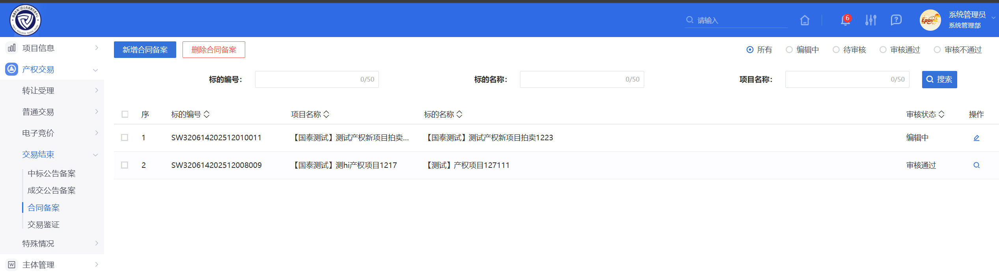 请输入
6
系统管理员
系统管理部
项目信息
产权交易
转让受理
普通交易
电子竞价
交易结束
中标公告备案
成交公告备案
合同备案
交易鉴证
特殊情况
主体管理
新增合同备案 删除合同备案
所有 编辑中 待审核 审核通过 审核不通过
标的编号： 0/50 标的名称： 0/50 项目名称： 0/50 搜索
序 标的编号 项目名称 标的名称 审核状态 操作
1 SW320614202512010011 【国泰测试】测试产权新项目拍卖... 【国泰测试】测试产权新项目拍卖1223 编辑中
2 SW320614202512008009 【国泰测试】测hi产权项目1217 【测试】产权项目127111 审核通过